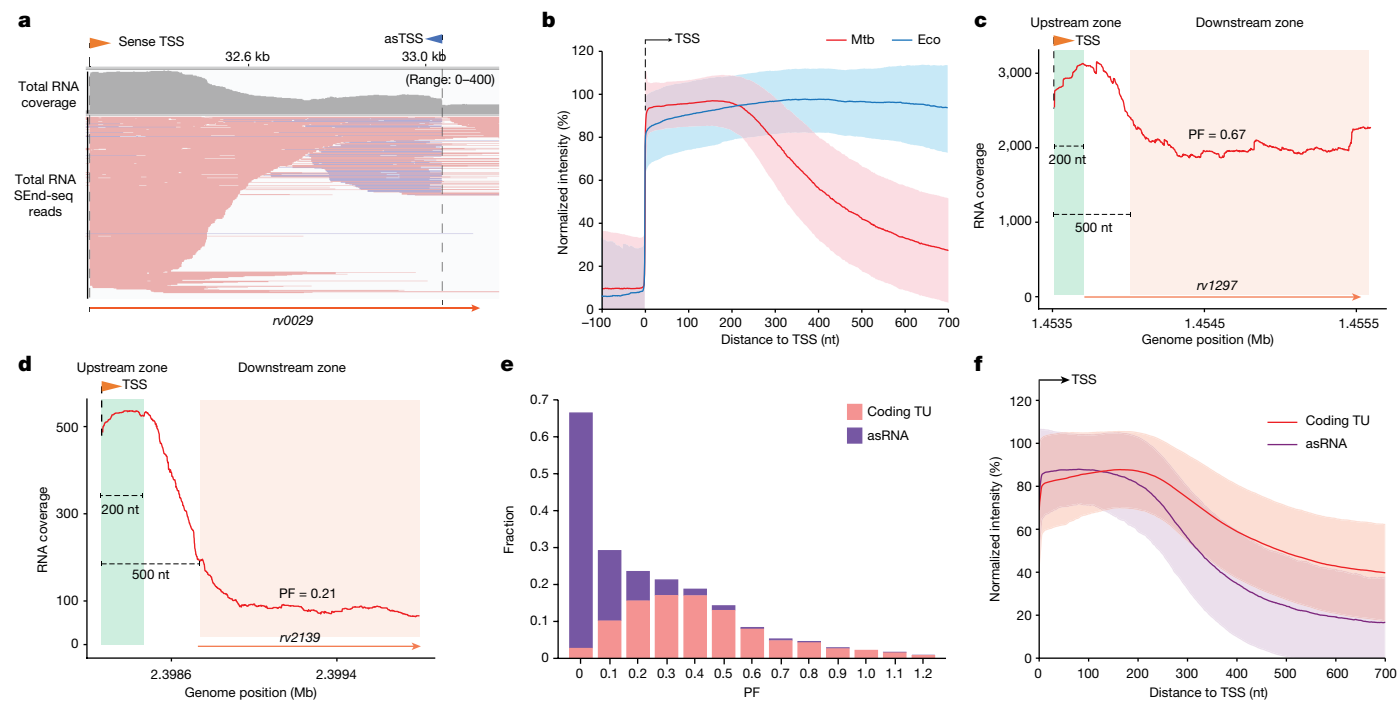 a
Sense TSS
asTSS
32.6 kb
33.0 kb
(Range: 0–400)
Total RNA
coverage
Total RNA
SEnd-seq
reads
rv0029
b
TSS
Mtb
Eco
120
100
80
60
40
20
0
Normalized intensity (%)
–100
0
100
200
300
400
500
600
700
Distance to TSS (nt)
c
Upstream zone
Downstream zone
TSS
3,000
2,000
1,000
0
RNA coverage
PF = 0.67
200 nt
500 nt
rv1297
1.4535
1.4545
1.4555
Genome position (Mb)
d
Upstream zone
Downstream zone
TSS
500
300
100
0
RNA coverage
200 nt
500 nt
PF = 0.21
rv2139
2.3986
2.3994
Genome position (Mb)
e
0.7
0.6
0.5
0.4
0.3
0.2
0.1
0
Fraction
Coding TU
asRNA
0
0.1
0.2
0.3
0.4
0.5
0.6
0.7
0.8
0.9
1.0
1.1
1.2
PF
f
TSS
120
100
80
60
40
20
0
Normalized intensity (%)
Coding TU
asRNA
0
100
200
300
400
500
600
700
Distance to TSS (nt)